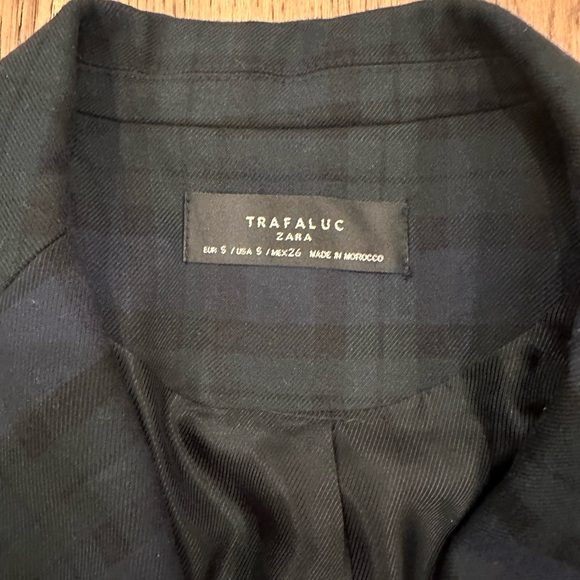 TRAFALUC
ZARA
EUR S / USA S / MEX 26 MADE IN MOROCCO